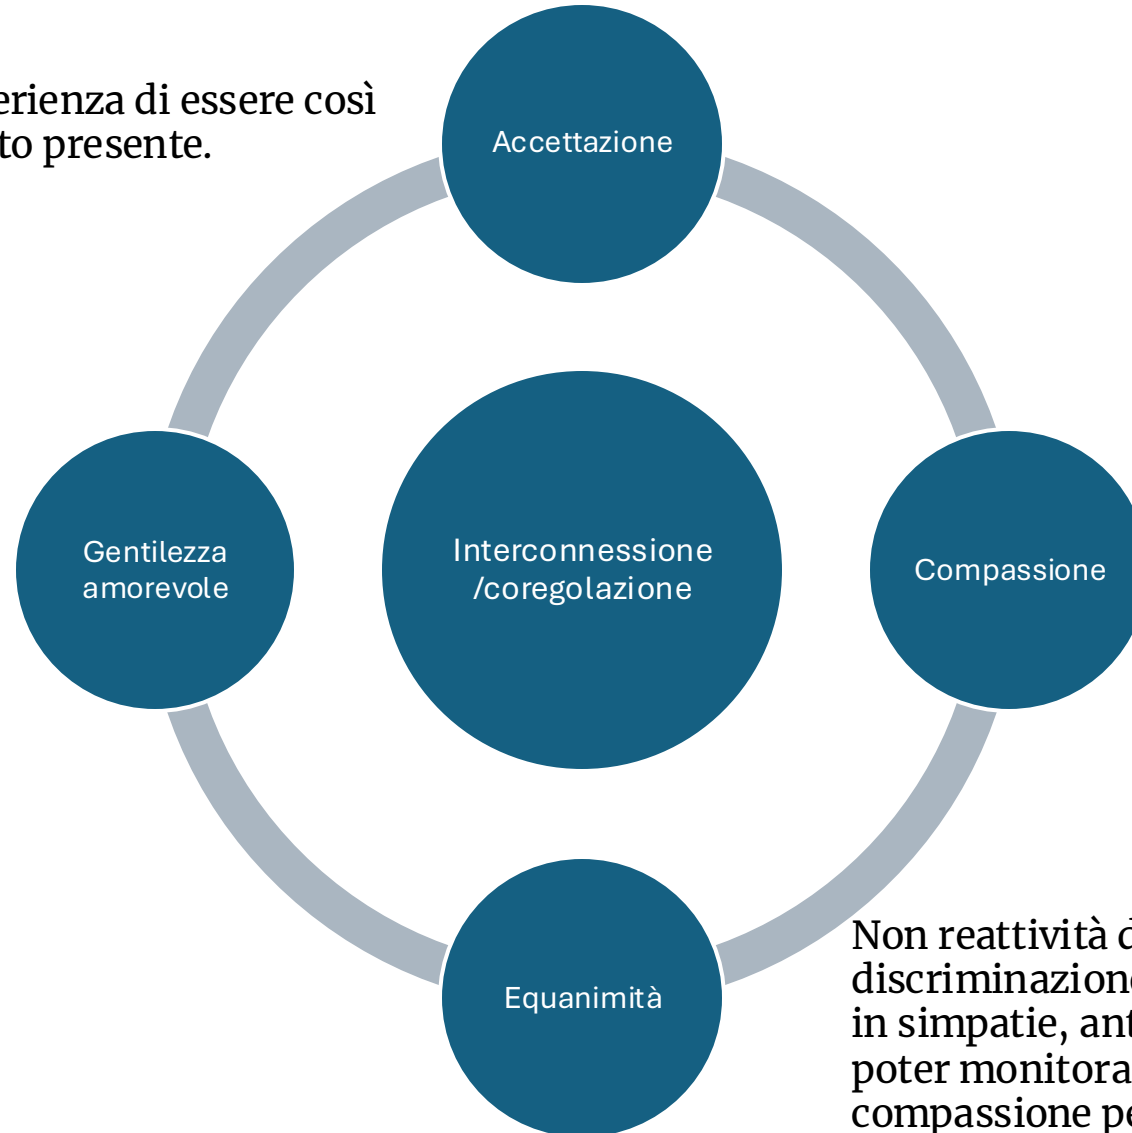 erienza di essere così
to presente.
Accettazione
Gentilezza
amorevole
Interconnessione
/coregolazione
Compassione
Equanimità
Non reattività
discriminazione
in simpatie,
poter
compassione